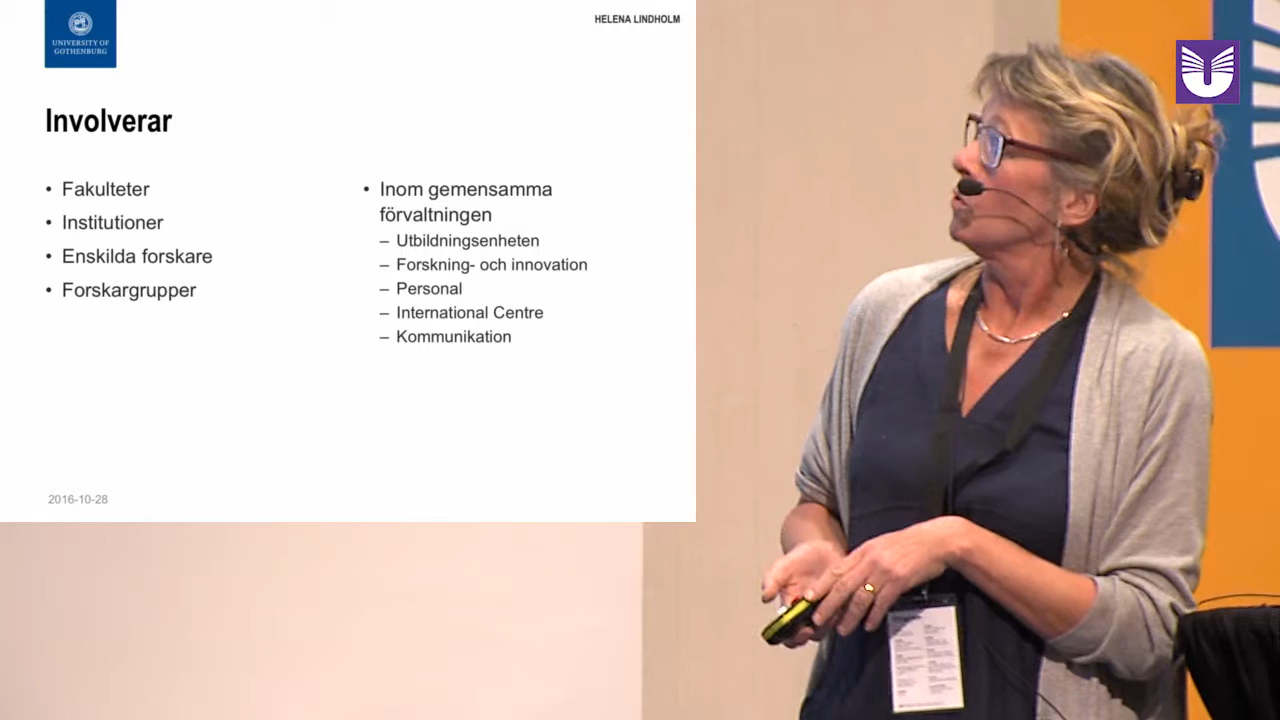 UNIVERSITY OF
GOTHENBURG
HELENA LINDHOLM
Involverar
• Fakulteter
• Institutioner
• Enskilda forskare
• Forskargrupper
• Inom gemensamma
förvaltningen
– Utbildningsenheten
– Forskning- och innovation
– Personal
– International Centre
– Kommunikation
2016-10-28